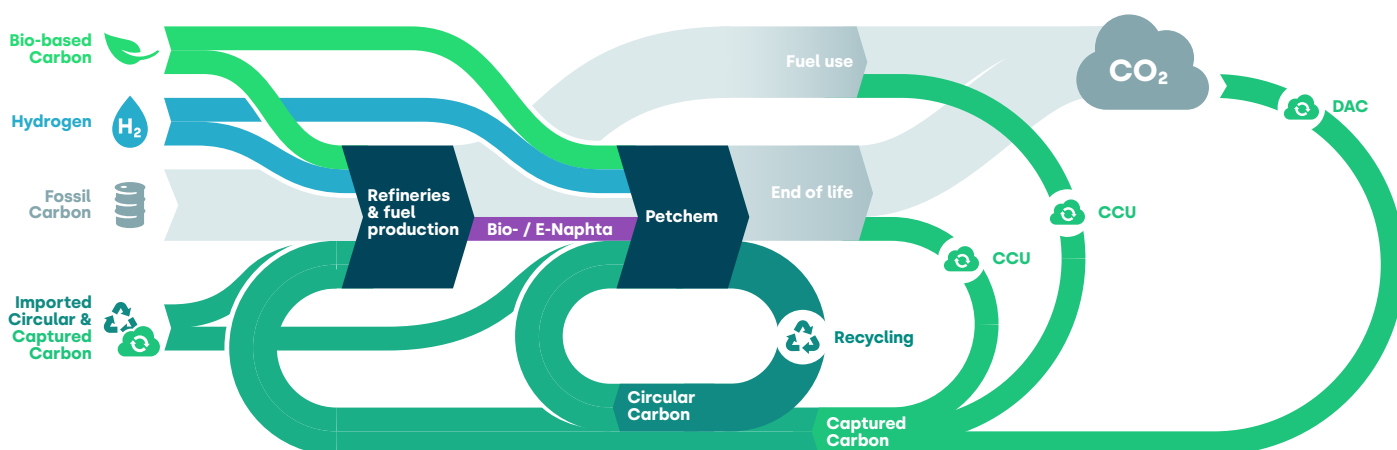 Bio-based
Carbon
Hydrogen
H₂
Fossil
Carbon
Imported
Circular &
Captured
Carbon
Refineries
& fuel
production
Bio- / E-Naphta
Petchem
Fuel use
End of life
CO₂
DAC
CCU
CCU
Recycling
Circular
Carbon
Captured
Carbon